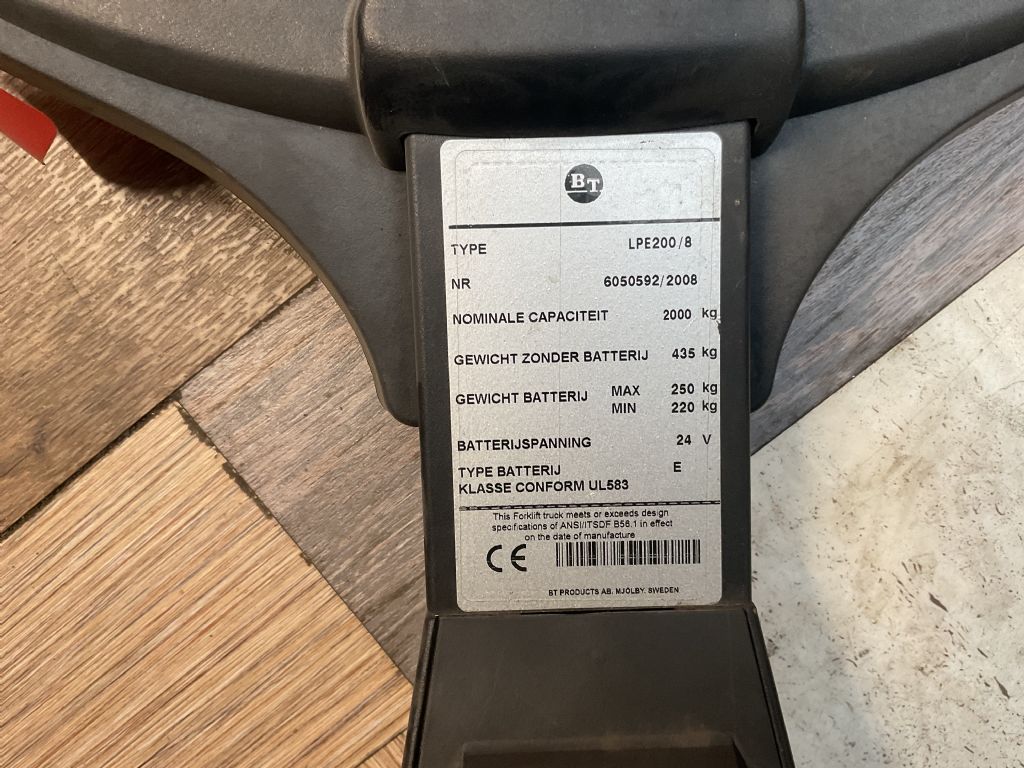 BT
TYPE LPE200/8
NR 6050592/2008
NOMINALE CAPACITEIT 2000 kg
GEWICHT ZONDER BATTERIJ 435 kg
GEWICHT BATTERIJ MAX 250 kg
MIN 220 kg
BATTERIJSPANNING 24 V
TYPE BATTERIJ E
KLASSE CONFORM UL583
This Forklift truck meets or exceeds design
specifications of ANSI/ITSDF B56.1 in effect
on the date of manufacture
CE
BT PRODUCTS AB. MJÖLBY. SWEDEN